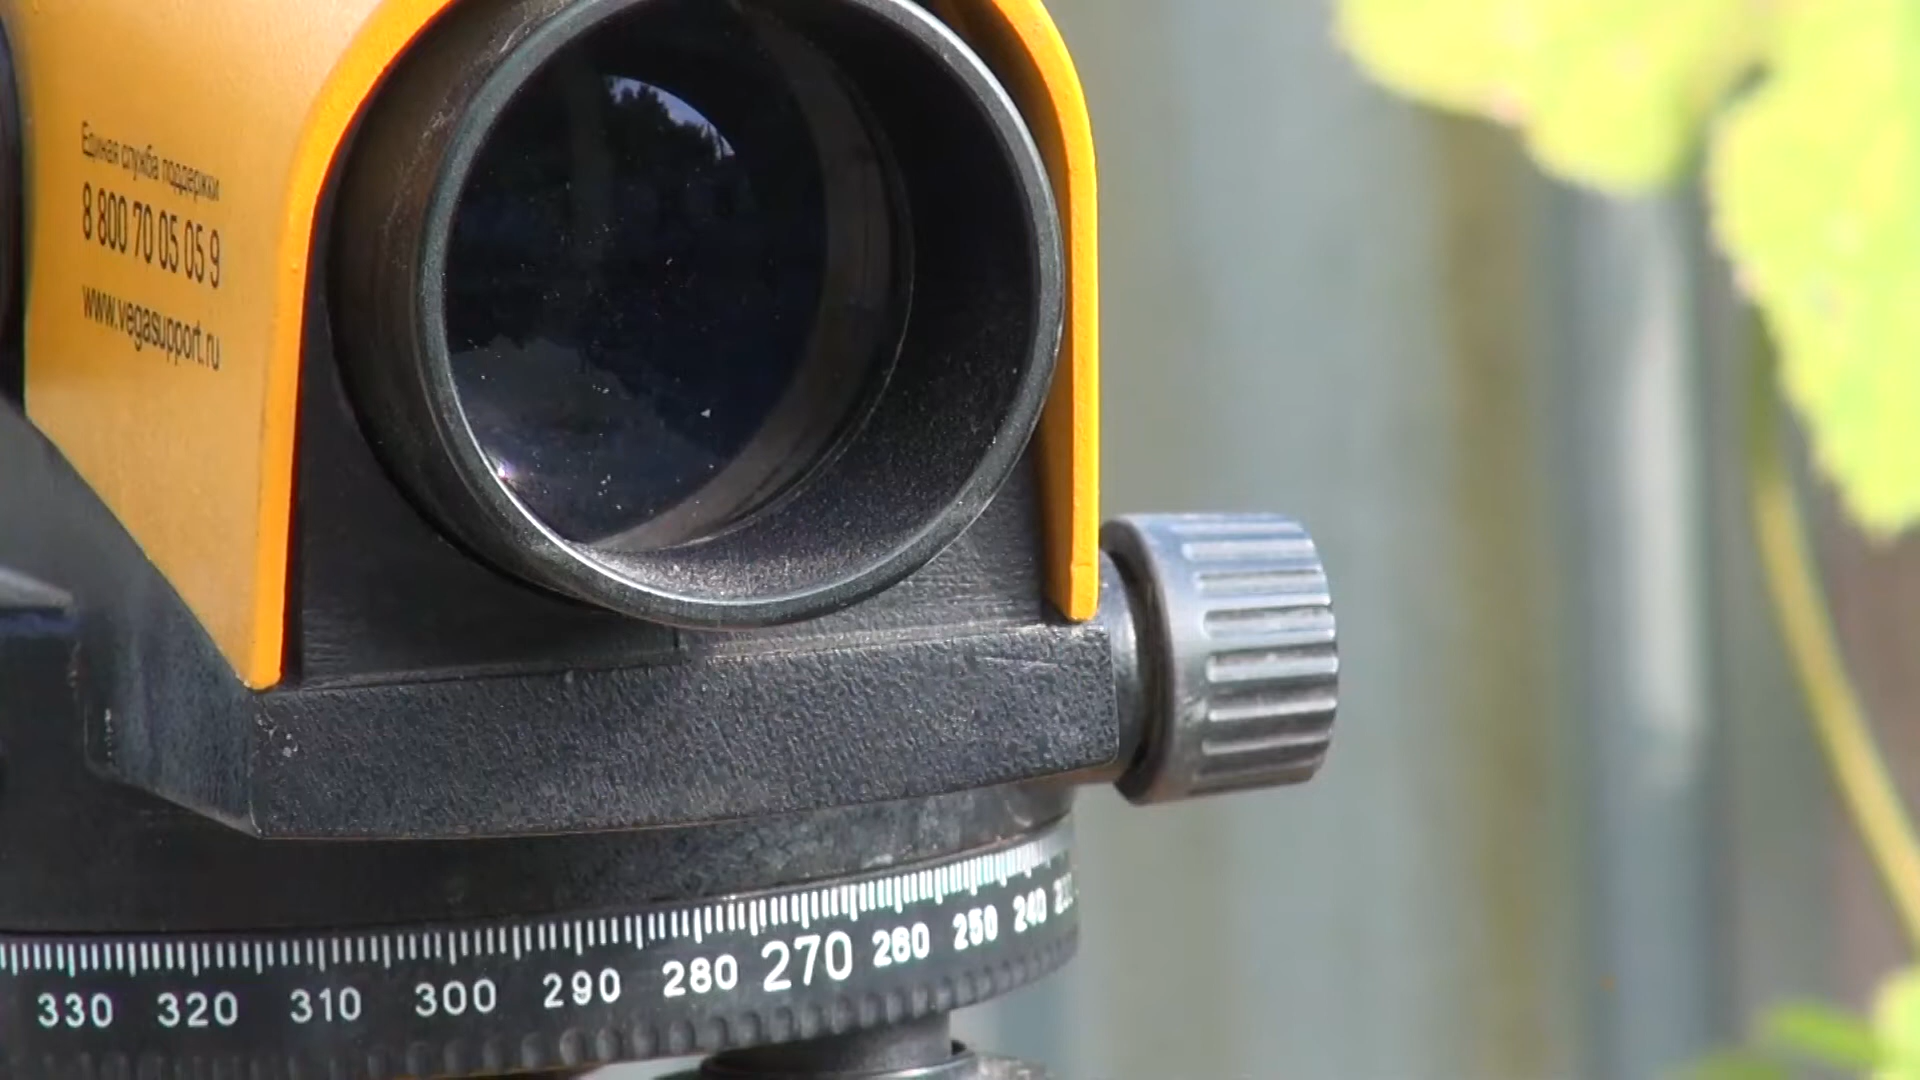 Единая служба поддержки
8 800 70 05 05 9
www.vegasupport.ru
330 320 310 300 290 280 270 260 250 240